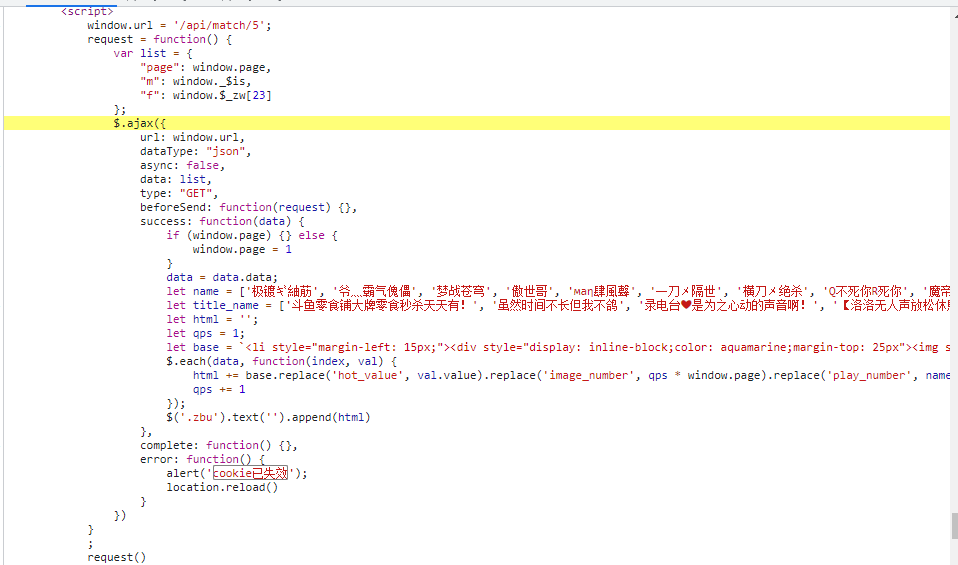 <script>
window.url = '/api/match/5';
request = function() {
var list = {
"page": window.page,
"m": window._$is,
"f": window.$_zw[23]
};
$.ajax({
url: window.url,
dataType: "json",
async: false,
data: list,
type: "GET",
beforeSend: function(request) {},
success: function(data) {
if (window.page) {} else {
window.page = 1
}
data = data.data;
let name = ['极镀ギ紬荕', '爷灬霸气傀儡', '梦战苍穹', '傲世哥', 'мaп肆風聲', '一刀メ隔世', '横刀メ绝杀', 'Q不死你R死你', '魔帝
let title_name = ['斗鱼零食铺大牌零食秒杀天天有！', '虽然时间不长但我不鸽', '录电台♥是为之心动的声音啊！', '【洛洛无人声放松休
let html = '';
let qps = 1;
let base = `<li style="margin-left: 15px;"><div style="display: inline-block;color: aquamarine;margin-top: 25px"><img s
$.each(data, function(index, val) {
html += base.replace('hot_value', val.value).replace('image_number', qps * window.page).replace('play_number', name
qps += 1
});
$('.zbu').text('').append(html)
},
complete: function() {},
error: function() {
alert('cookie已失效');
location.reload()
}
})
}
;
request()